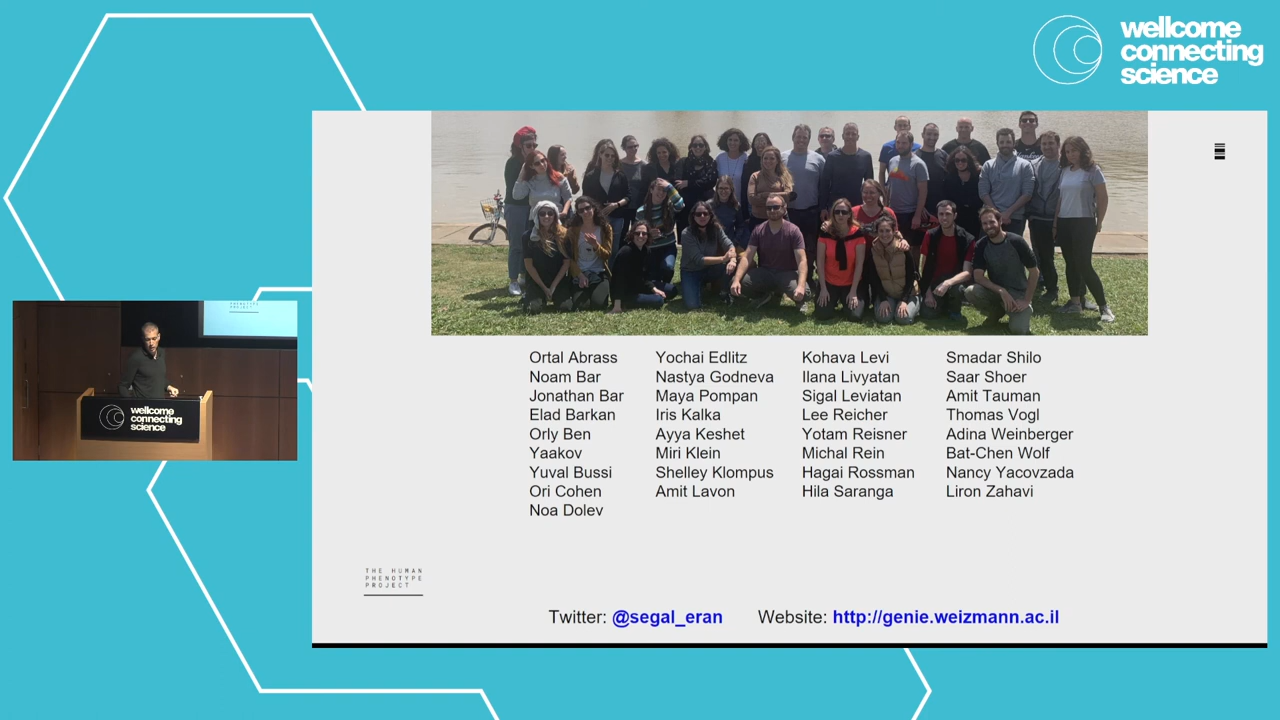 wellcome
connecting
science
Ortal Abrass
Noam Bar
Jonathan Bar
Elad Barkan
Orly Ben
Yaakov
Yuval Bussi
Ori Cohen
Noa Dolev
Yochai Edlitz
Nastya Godneva
Maya Pompan
Iris Kalka
Ayya Keshet
Miri Klein
Shelley Klompus
Amit Lavon
Kohava Levi
Ilana Livyatan
Sigal Leviatan
Lee Reicher
Yotam Reisner
Michal Rein
Hagai Rossman
Hila Saranga
Smadar Shilo
Saar Shoer
Amit Tauman
Thomas Vogl
Adina Weinberger
Bat-Chen Wolf
Nancy Yacovzada
Liron Zahavi
wellcome
connecting
science
THE HUMAN
PHENOTYPE
PROJECT
Twitter: @segal_eran Website: http://genie.weizmann.ac.il